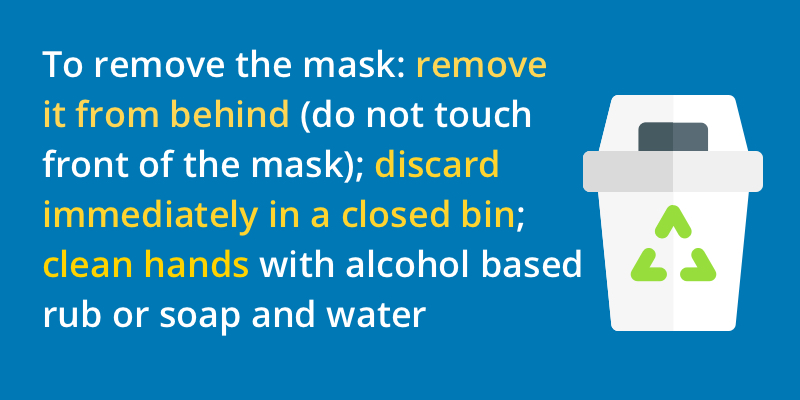 To remove the mask: remove
it from behind (do not touch
front of the mask); discard
immediately in a closed bin;
clean hands with alcohol based
rub or soap and water